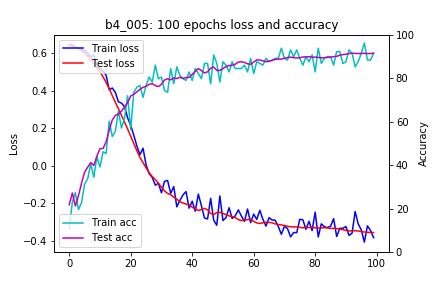 b4_005: 100 epochs loss and accuracy
Train loss
Test loss
Train acc
Test acc
Loss
Accuracy
0.6
0.4
0.2
0.0
−0.2
−0.4
100
80
60
40
20
0
0
20
40
60
80
100